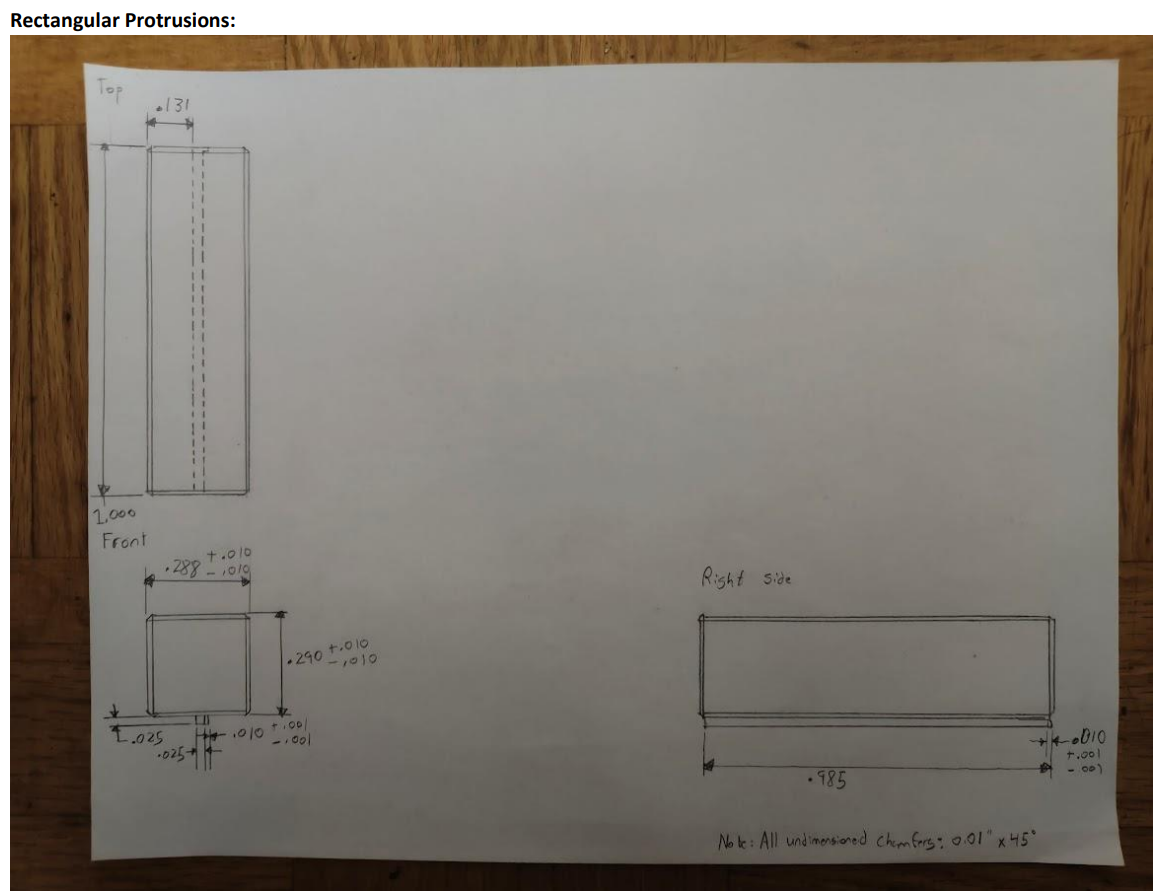 Rectangular Protrusions:
Top
.131
1.000
Front
.288 +.010
-.010
.290 +.010
-.010
.025
.010 +.001
-.001
.025
Right side
.010
+.001
-.001
.985
Note: All undimensioned chamfers: 0.01" x 45°